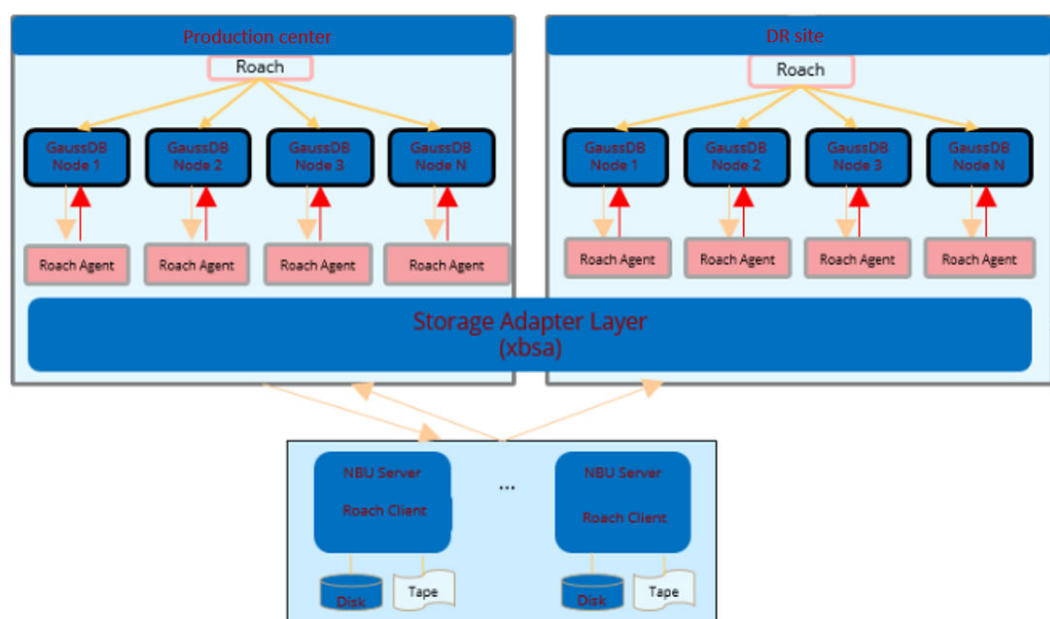 Production center
Roach
GaussDB
Node 1
GaussDB
Node 2
GaussDB
Node 3
GaussDB
Node N
Roach Agent
Roach Agent
Roach Agent
Roach Agent
DR site
Roach
GaussDB
Node 1
GaussDB
Node 2
GaussDB
Node 3
GaussDB
Node N
Roach Agent
Roach Agent
Roach Agent
Roach Agent
Storage Adapter Layer
(xbsa)
NBU Server
Roach Client
Disk
Tape
...
NBU Server
Roach Client
Disk
Tape